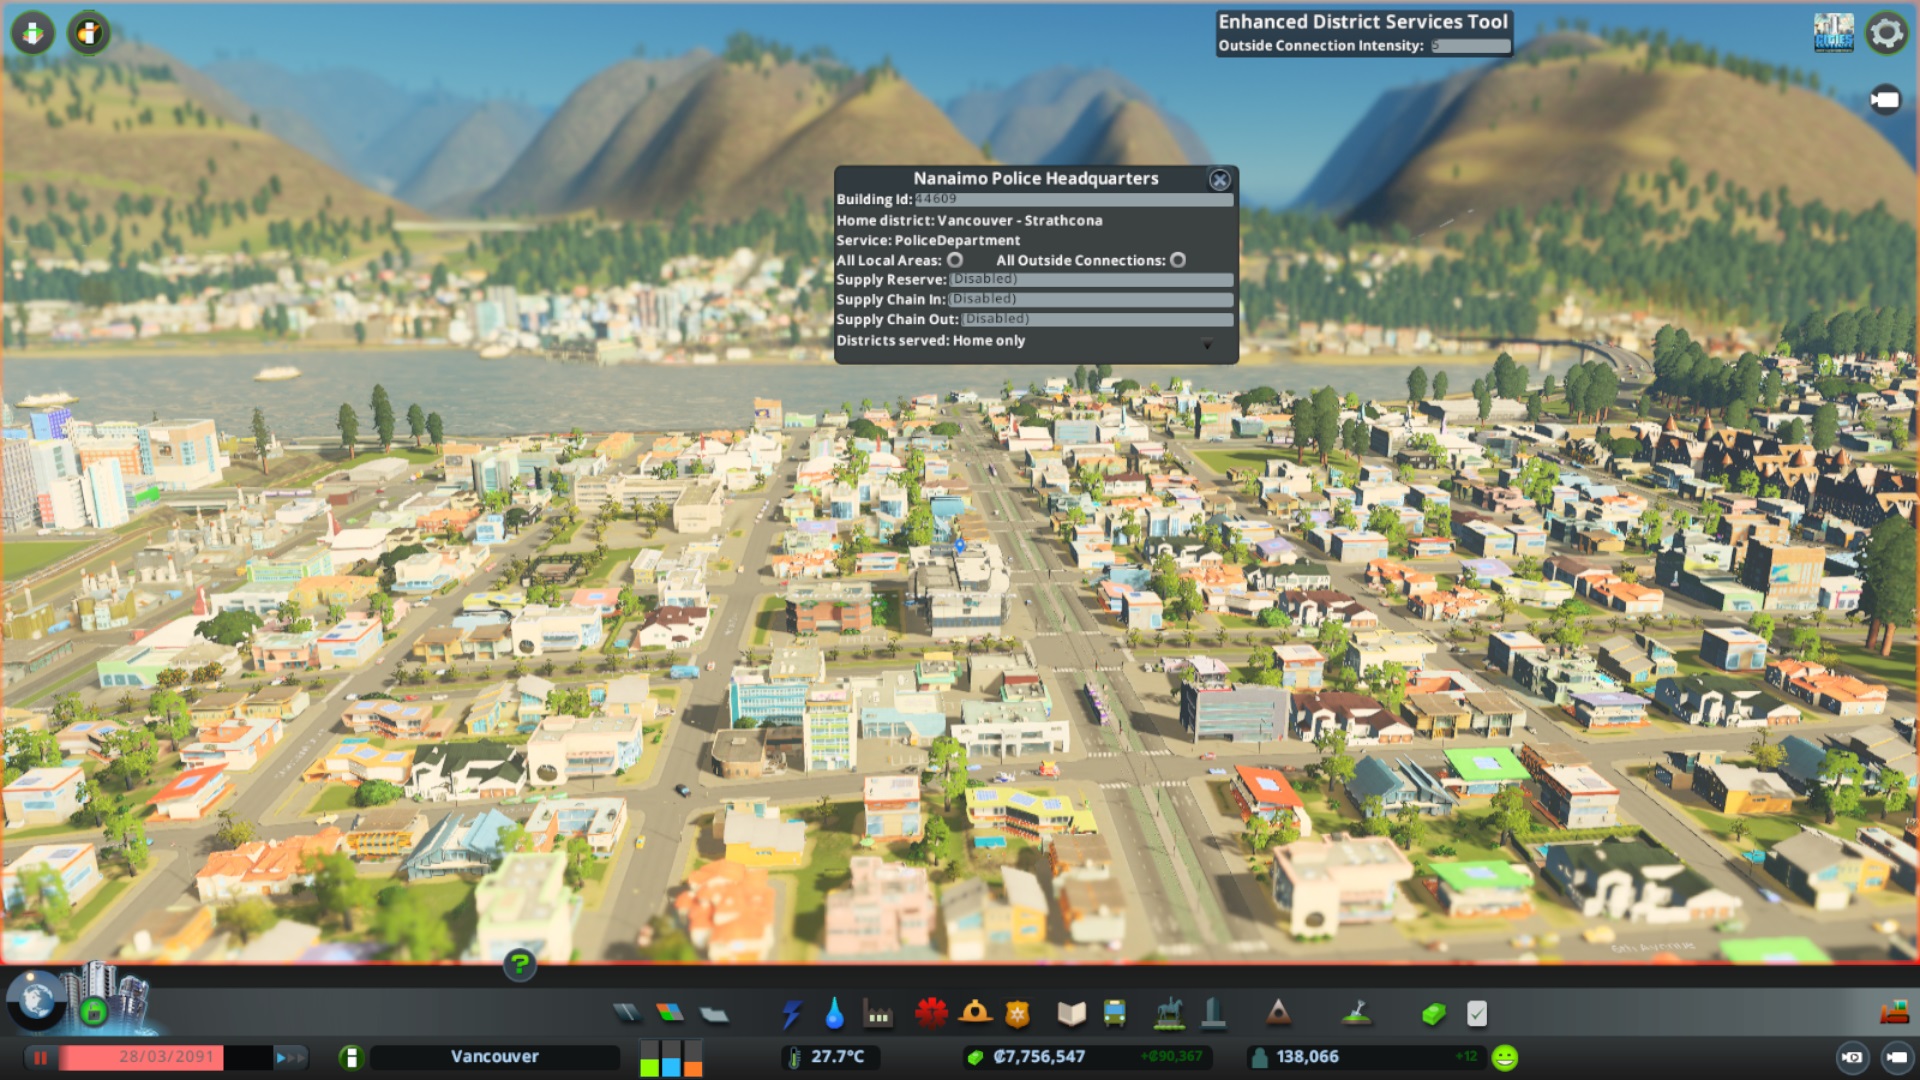 Enhanced District Services Tool
Outside Connection Intensity: 5
Nanaimo Police Headquarters
Building Id: 44609
Home district: Vancouver - Strathcona
Service: PoliceDepartment
All Local Areas:
All Outside Connections:
Supply Reserve: (Disabled)
Supply Chain In: (Disabled)
Supply Chain Out: (Disabled)
Districts served: Home only
?
28/03/2091
Vancouver
27.7°C
₡7,756,547
+₡90,367
138,066
+12